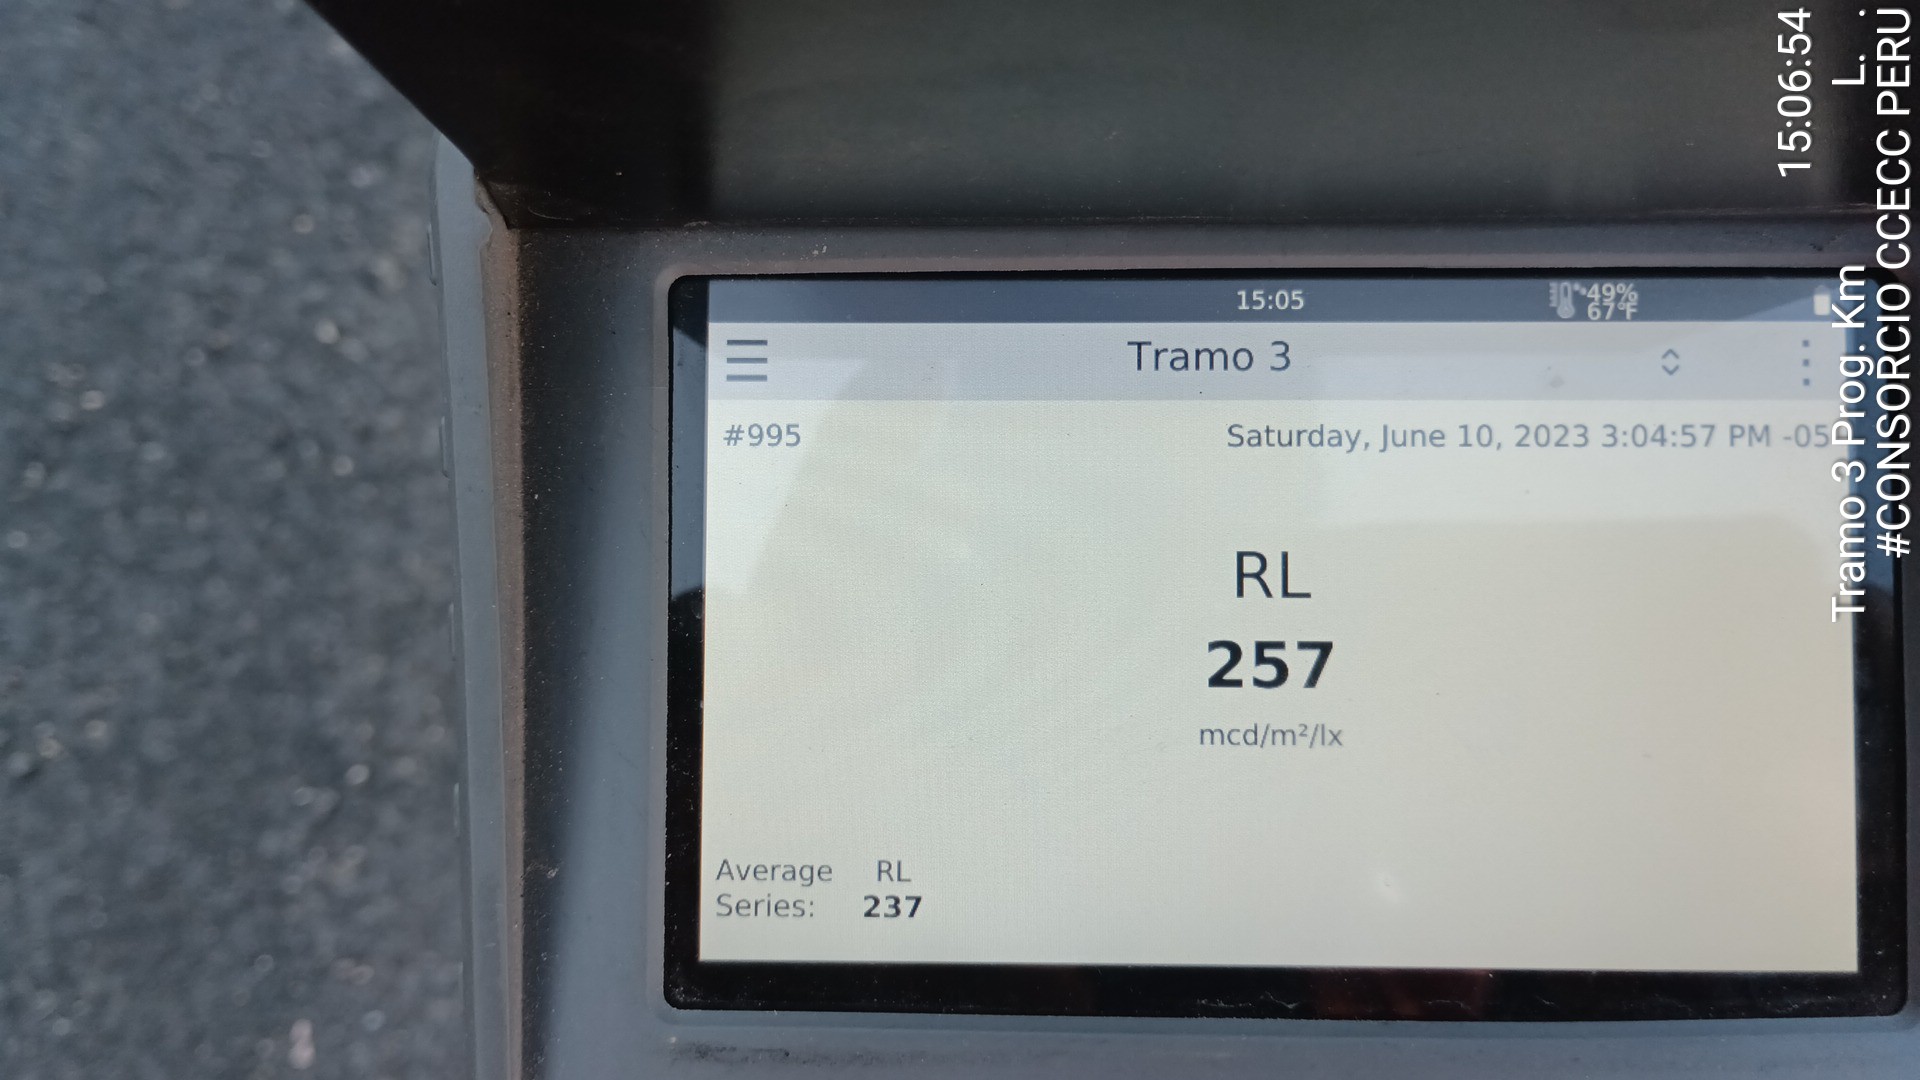 15:05
49%
67°F
Tramo 3
#995
Saturday, June 10, 2023 3:04:57 PM -05
RL
257
mcd/m²/lx
Average RL
Series: 237
15:06:54
Tramo 3 Prog. Km L. .
#CONSORCIO CCECC PERU